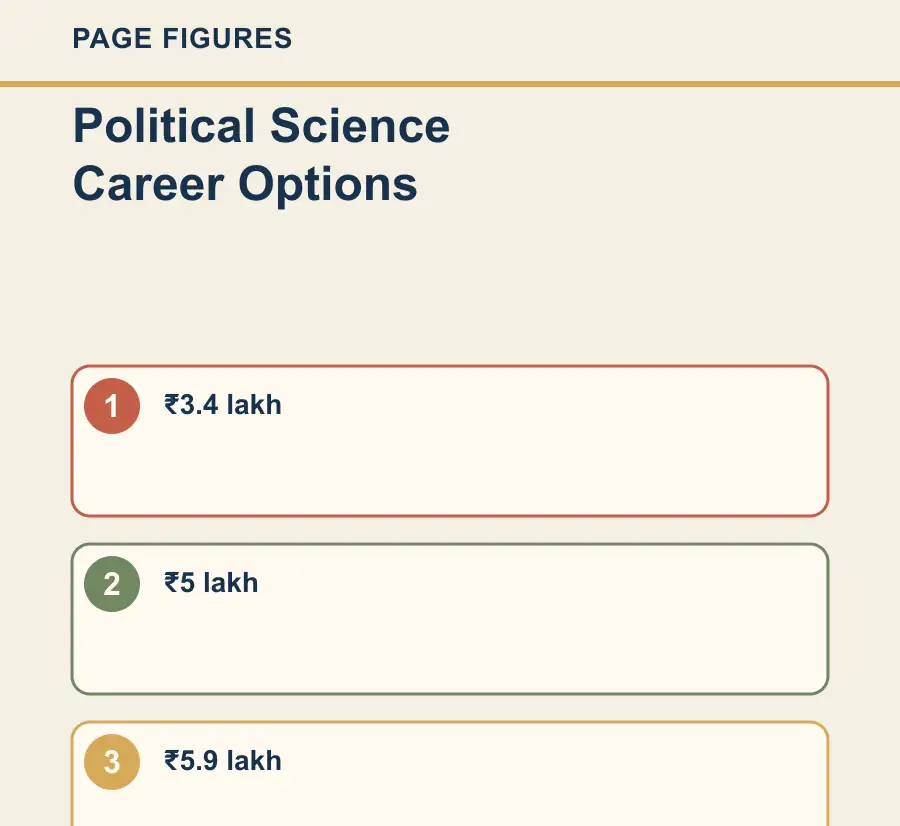 PAGE FIGURES
Political Science
Career Options
1 ₹3.4 lakh
2 ₹5 lakh
3 ₹5.9 lakh